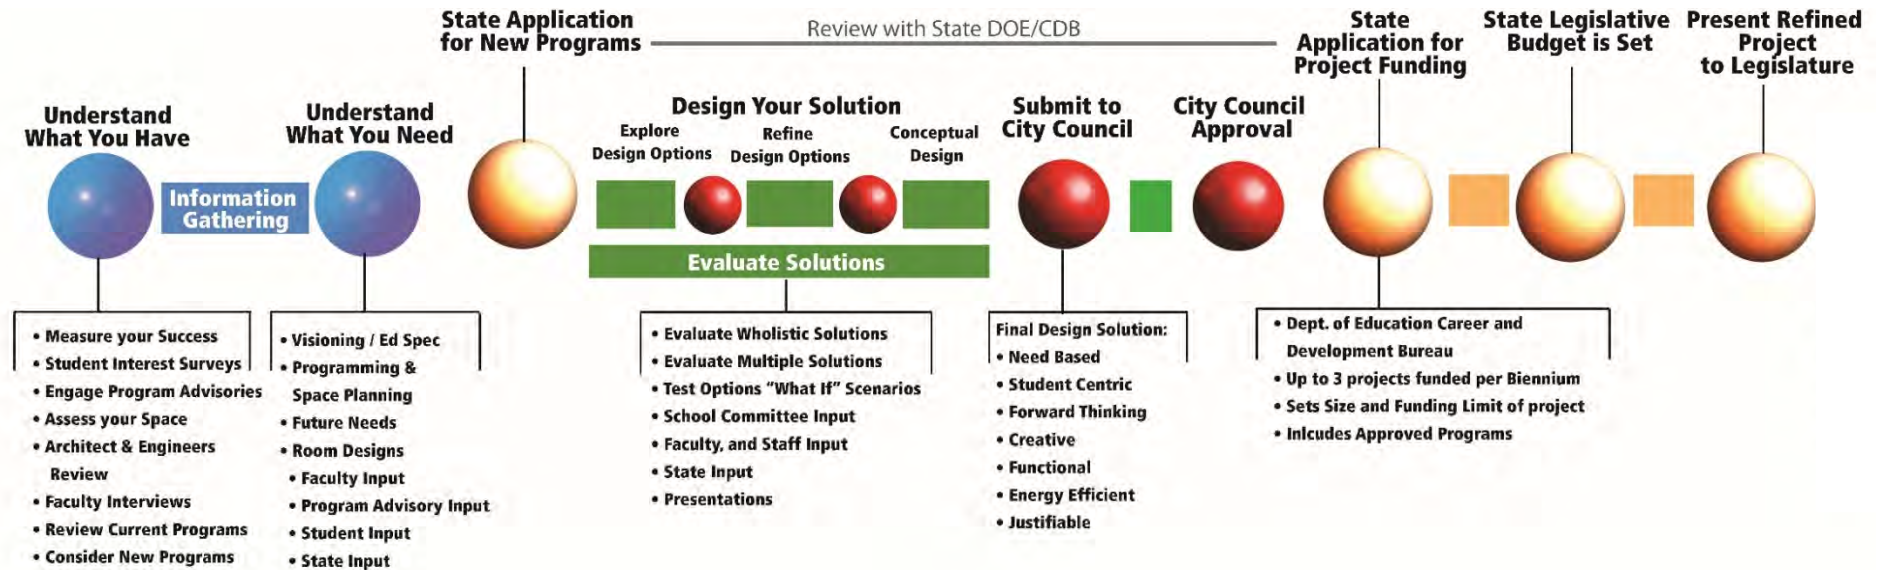 State Application
for New Programs
Review with State DOE/CDB
State
Application for
Project Funding
State Legislative
Budget is Set
Present Refined
Project
to Legislature
Understand
What You Have
Understand
What You Need
Design Your Solution
Explore
Design Options
Refine
Design Options
Conceptual
Design
Submit to
City Council
City Council
Approval
Information
Gathering
Evaluate Solutions
• Measure your Success
• Student Interest Surveys
• Engage Program Advisories
• Assess your Space
• Architect & Engineers
Review
• Faculty Interviews
• Review Current Programs
• Consider New Programs
• Visioning / Ed Spec
• Programming &
Space Planning
• Future Needs
• Room Designs
• Faculty Input
• Program Advisory Input
• Student Input
• State Input
• Evaluate Wholistic Solutions
• Evaluate Multiple Solutions
• Test Options “What If” Scenarios
• School Committee Input
• Faculty, and Staff Input
• State Input
• Presentations
Final Design Solution:
• Need Based
• Student Centric
• Forward Thinking
• Creative
• Functional
• Energy Efficient
• Justifiable
• Dept. of Education Career and
Development Bureau
• Up to 3 projects funded per Biennium
• Sets Size and Funding Limit of project
• Inlcudes Approved Programs